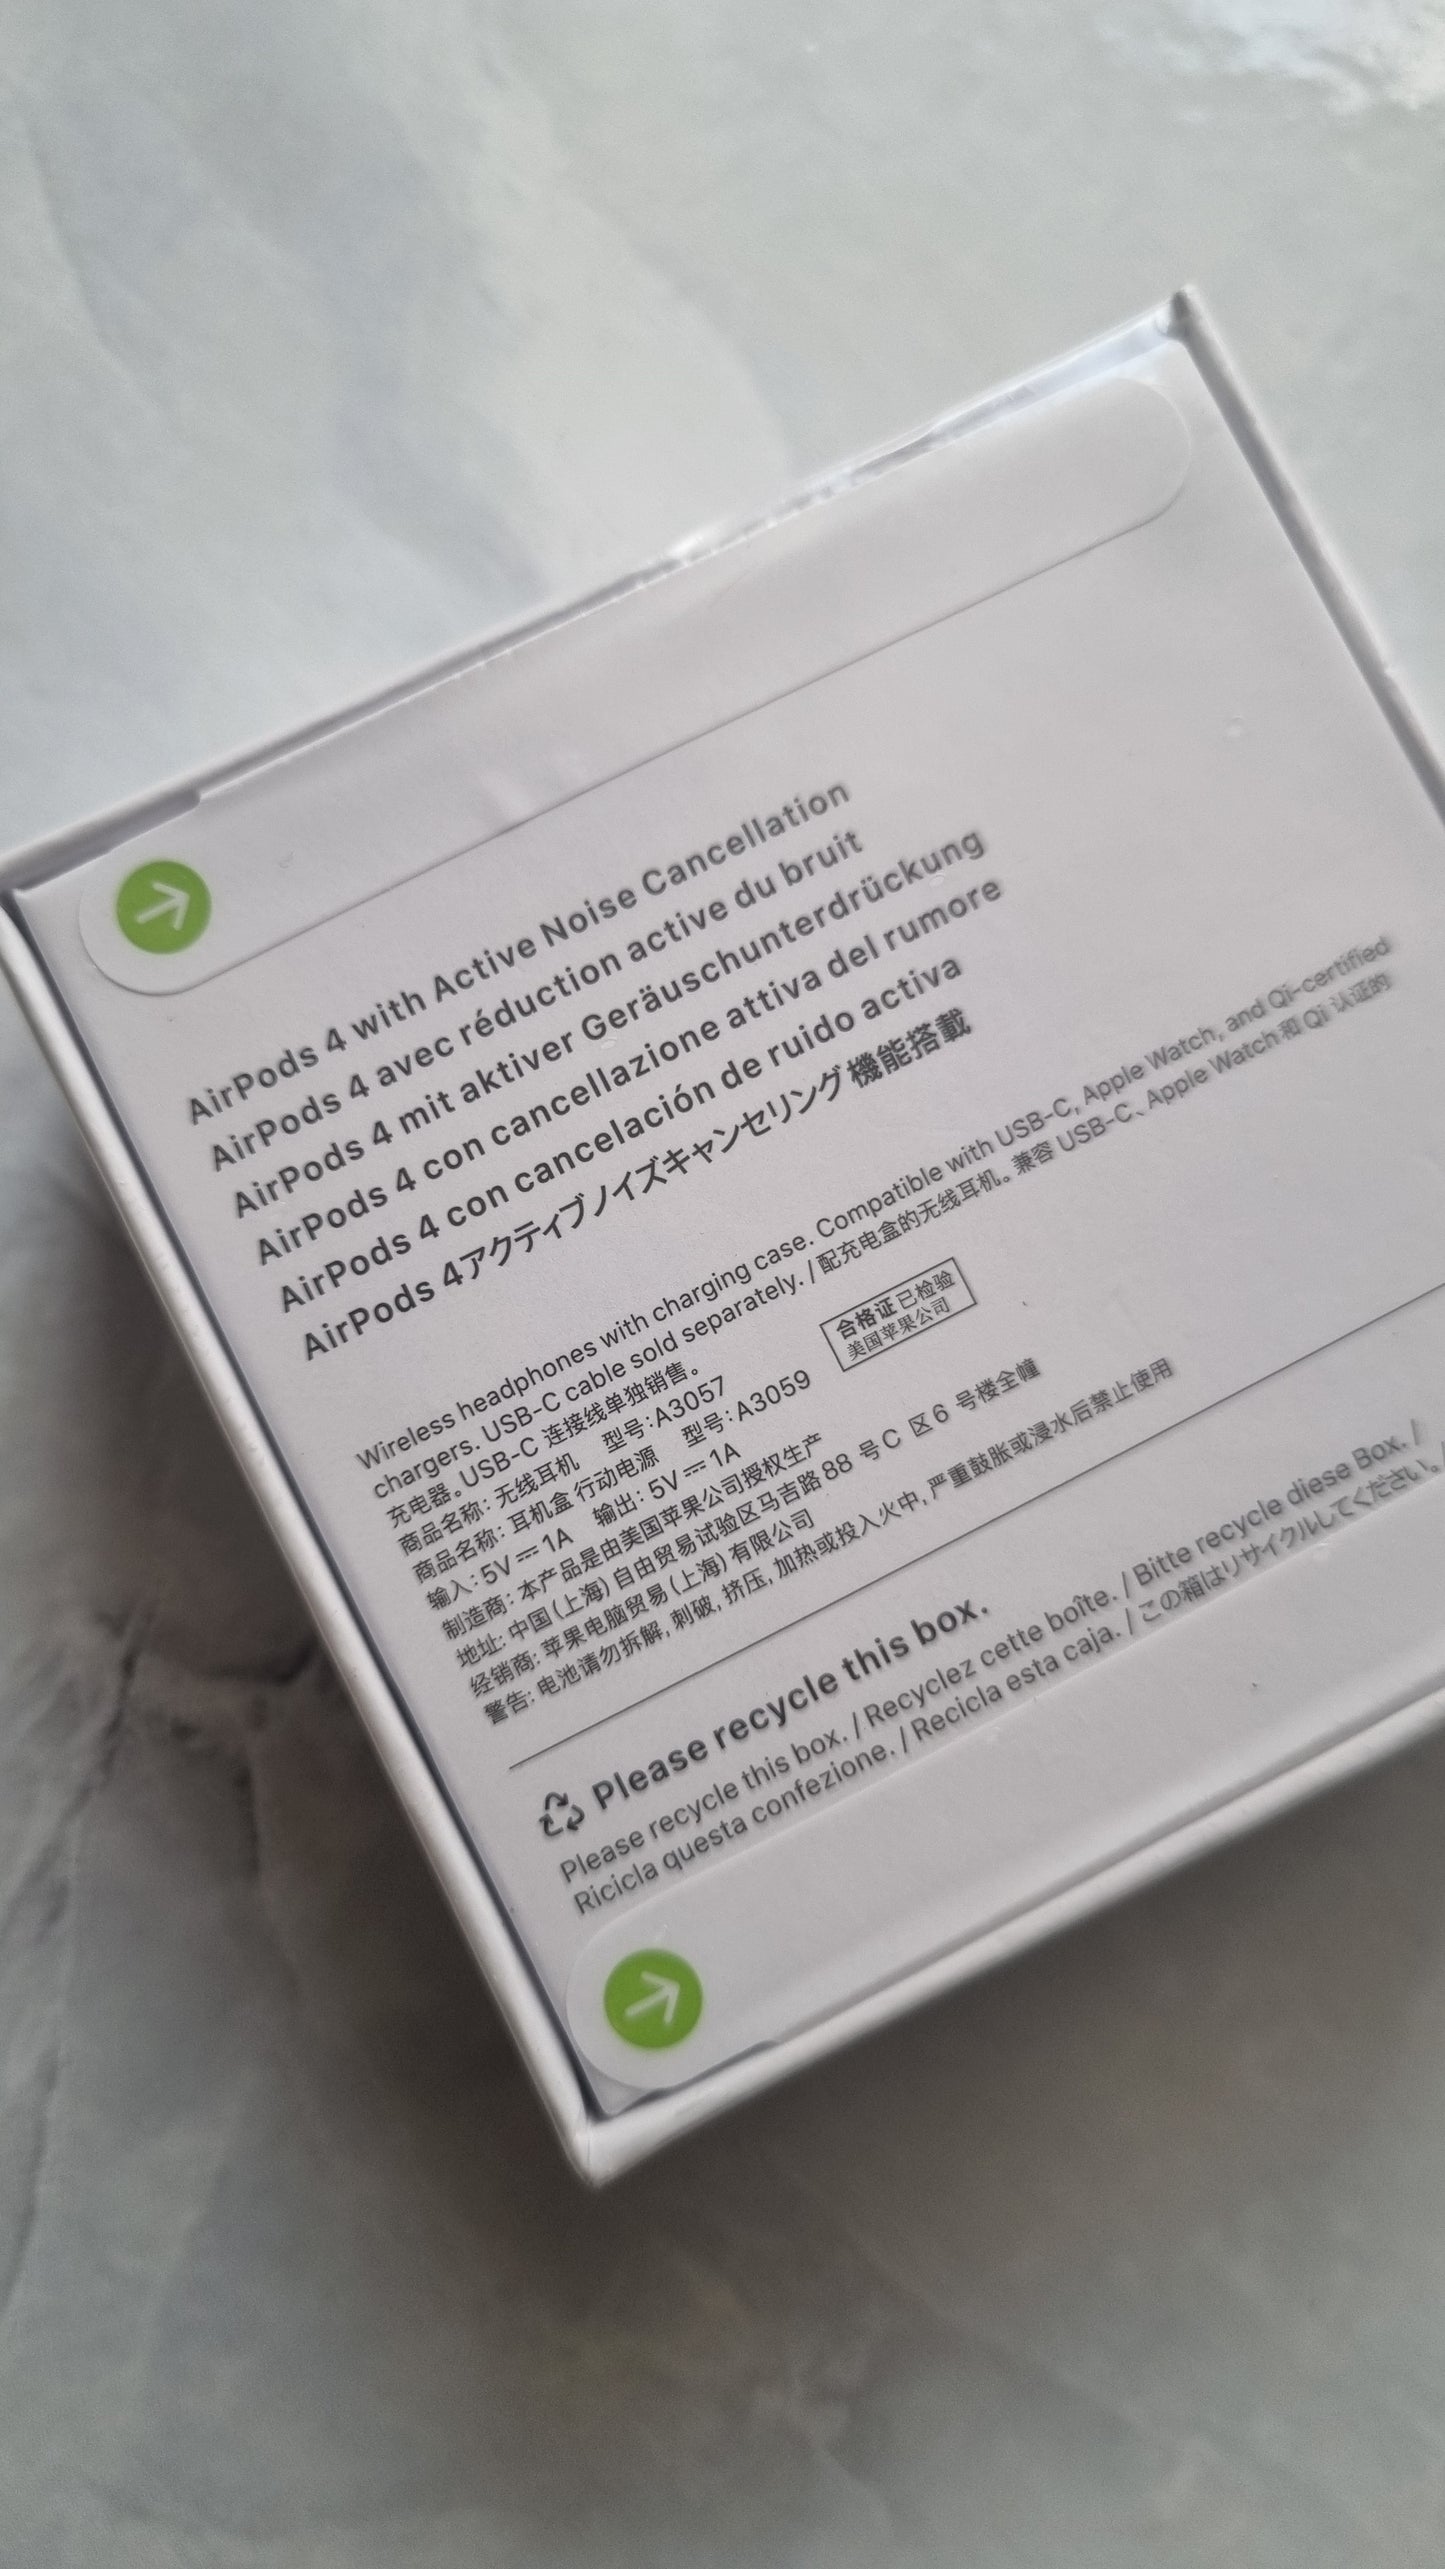 AirPods 4 with Active Noise Cancellation
AirPods 4 avec réduction active du bruit
AirPods 4 mit aktiver Geräuschunterdrückung
AirPods 4 con cancellazione attiva del rumore
AirPods 4 con cancelación de ruido activa
AirPods 4アクティブノイズキャンセリング機能搭載
Wireless headphones with charging case. Compatible with USB-C, Apple Watch, and Qi-certified
chargers. USB-C cable sold separately. / 配充电盒的无线耳机。兼容 USB-C、Apple Watch 和 Qi 认证的
充电器。USB-C 连接线单独销售。
商品名称: 无线耳机 型号: A3057
商品名称: 耳机盒 行动电源 型号: A3059
输入: 5V ⎓ 1A 输出: 5V ⎓ 1A
制造商: 本产品是由美国苹果公司授权生产
地址: 中国 (上海) 自由贸易试验区马吉路 88 号 C 区 6 号楼全幢
经销商: 苹果电脑贸易 (上海) 有限公司
警告: 电池请勿拆解, 刺破, 挤压, 加热或投入火中, 严重鼓胀或浸水后禁止使用
合格证 已检验
美国苹果公司
Please recycle this box.
Please recycle this box. / Recyclez cette boîte. / Bitte recycle diese Box. /
Ricicla questa confezione. / Recicla esta caja. / この箱はリサイクルしてください。 /